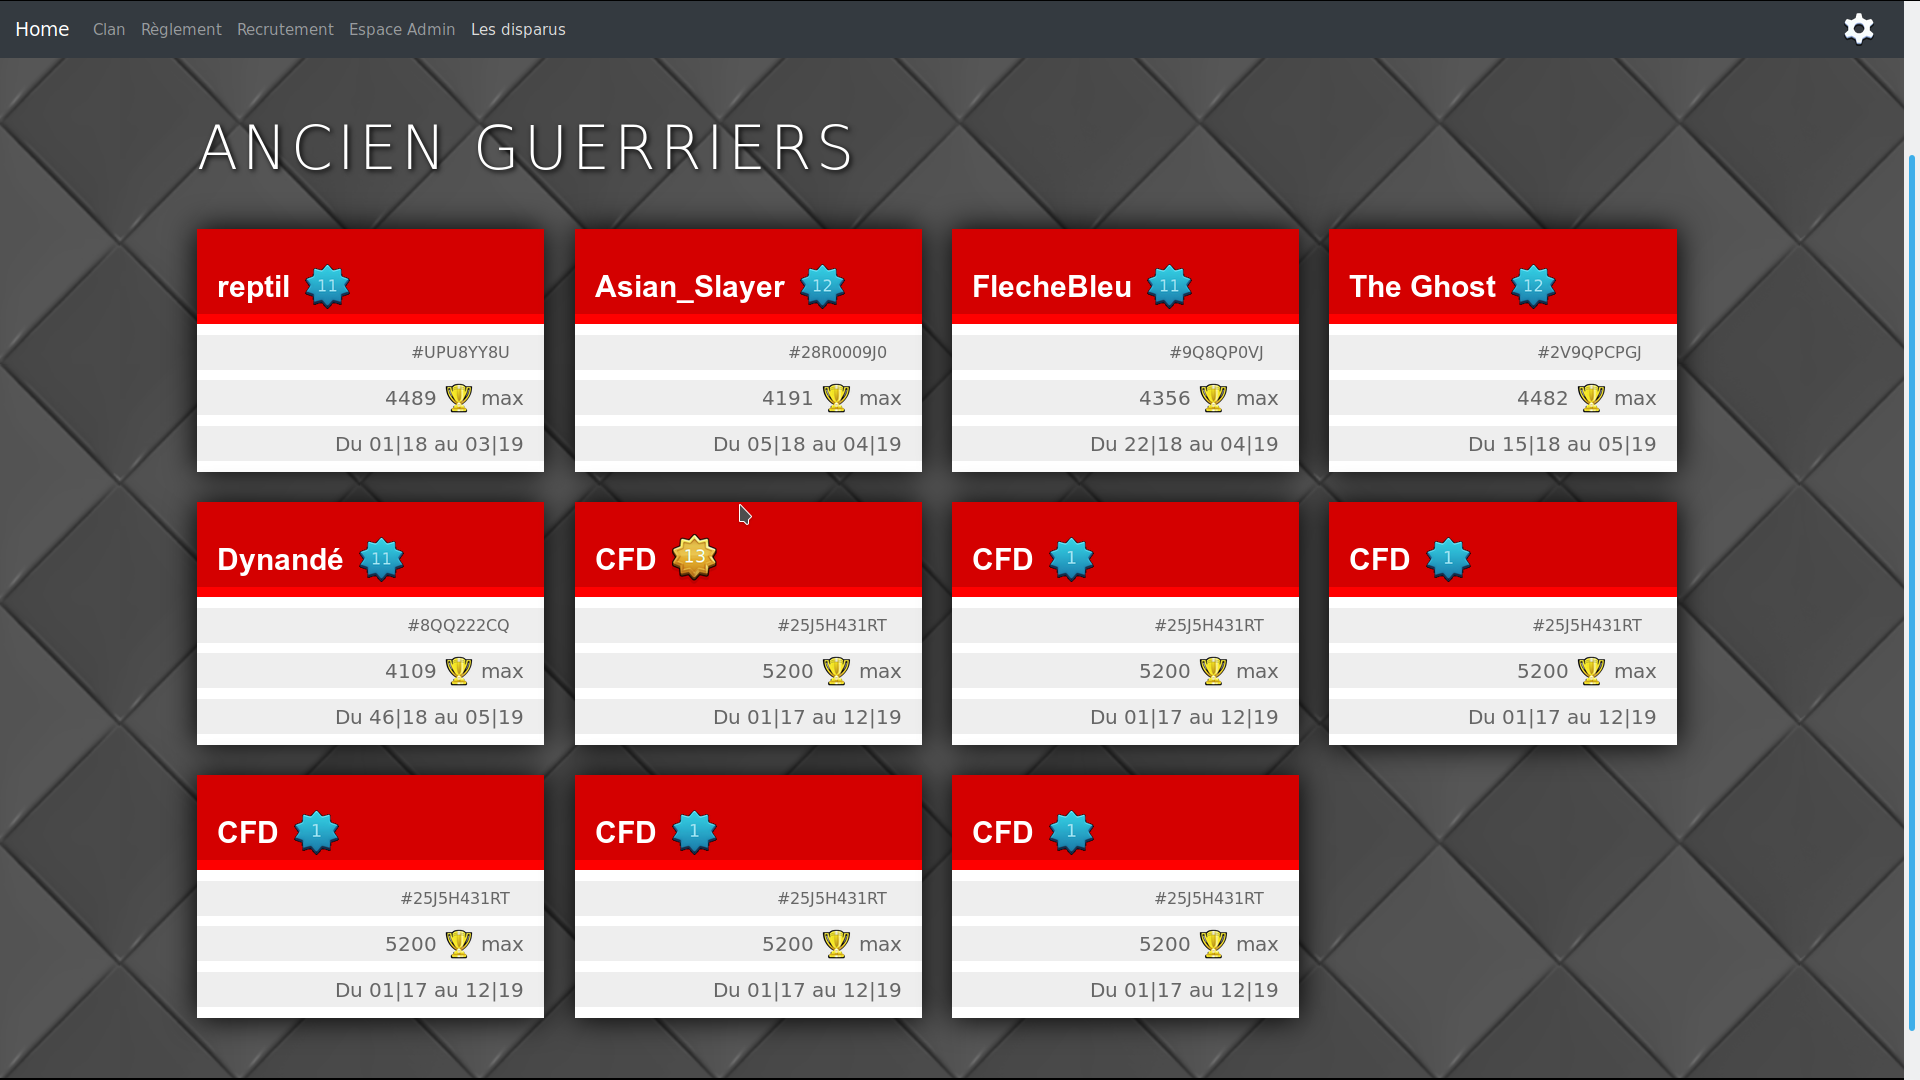 Home Clan Règlement Recrutement Espace Admin Les disparus
ANCIEN GUERRIERS
reptil 11
#UPU8YY8U
4489 max
Du 01|18 au 03|19
Asian_Slayer 12
#28R0009J0
4191 max
Du 05|18 au 04|19
FlecheBleu 11
#9Q8QP0VJ
4356 max
Du 22|18 au 04|19
The Ghost 12
#2V9QPCPGJ
4482 max
Du 15|18 au 05|19
Dynandé 11
#8QQ222CQ
4109 max
Du 46|18 au 05|19
CFD 13
#25J5H431RT
5200 max
Du 01|17 au 12|19
CFD 1
#25J5H431RT
5200 max
Du 01|17 au 12|19
CFD 1
#25J5H431RT
5200 max
Du 01|17 au 12|19
CFD 1
#25J5H431RT
5200 max
Du 01|17 au 12|19
CFD 1
#25J5H431RT
5200 max
Du 01|17 au 12|19
CFD 1
#25J5H431RT
5200 max
Du 01|17 au 12|19